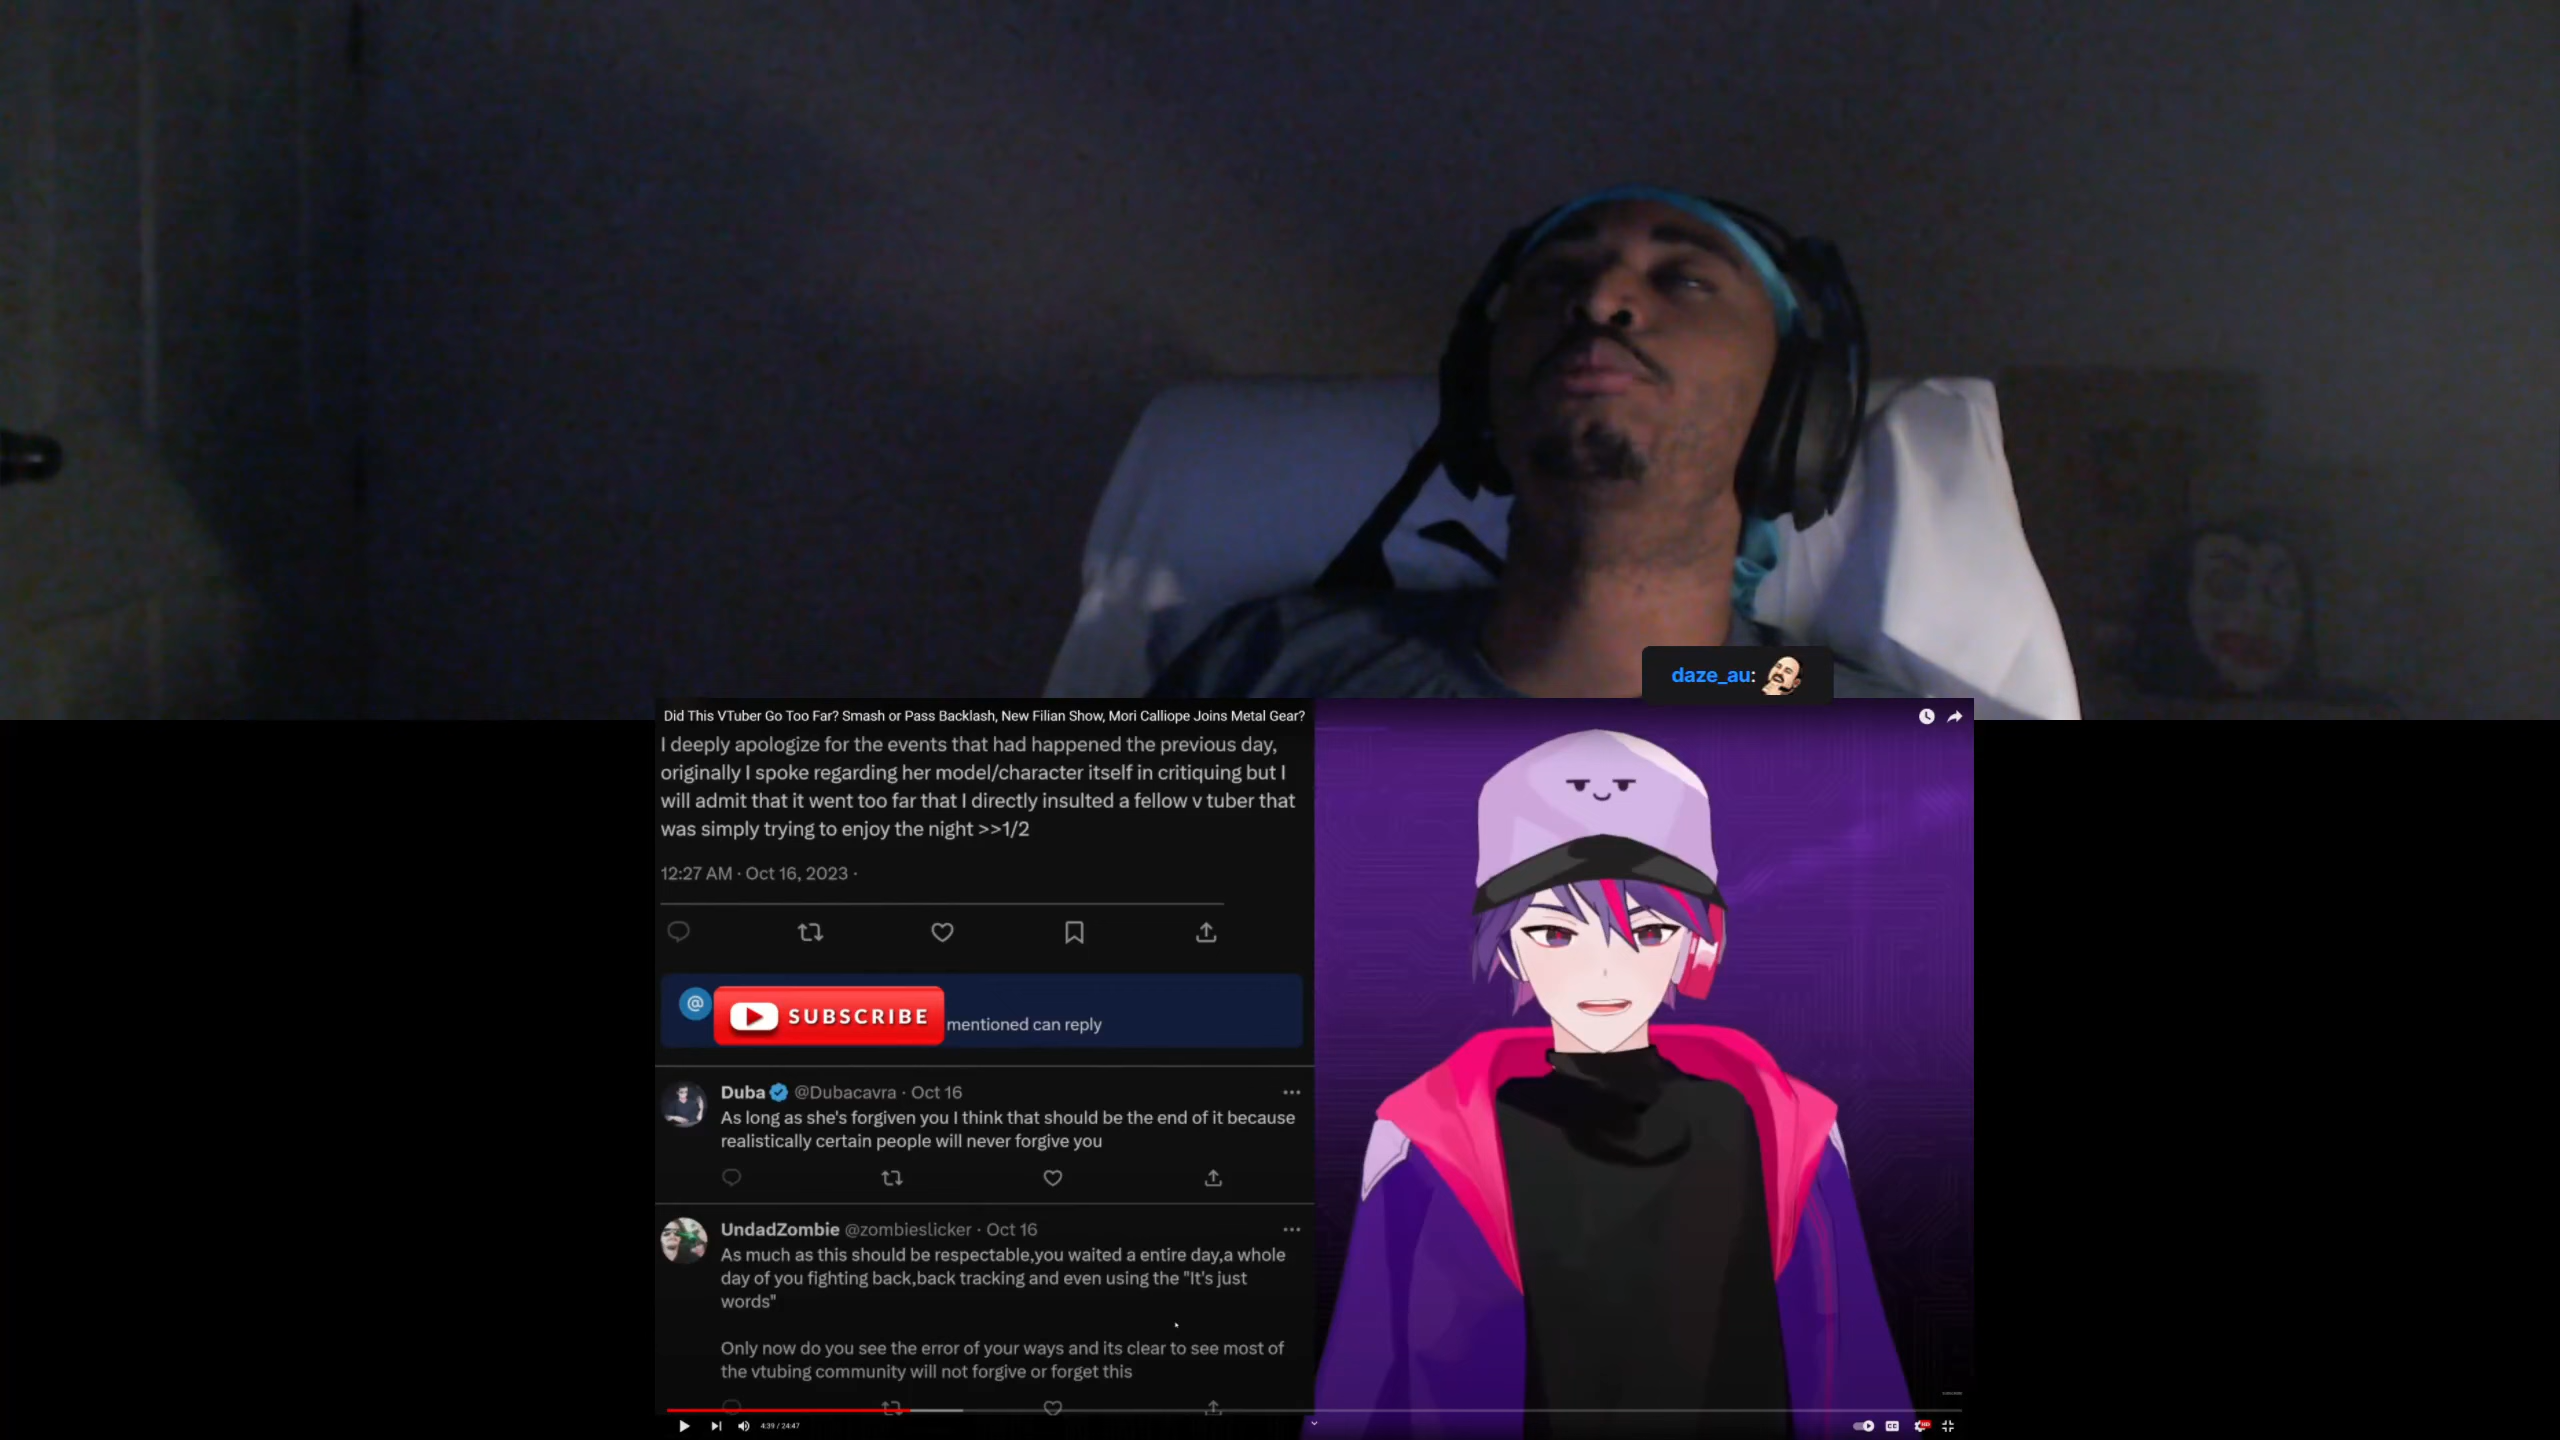 daze_au:
Did This VTuber Go Too Far? Smash or Pass Backlash, New Filian Show, Mori Calliope Joins Metal Gear?
I deeply apologize for the events that had happened the previous day,
originally I spoke regarding her model/character itself in critiquing but I
will admit that it went too far that I directly insulted a fellow v tuber that
was simply trying to enjoy the night >>1/2
12:27 AM · Oct 16, 2023 ·
@
SUBSCRIBE
mentioned can reply
Duba @Dubacavra · Oct 16
As long as she's forgiven you I think that should be the end of it because
realistically certain people will never forgive you
UndadZombie @zombieslicker · Oct 16
As much as this should be respectable,you waited a entire day,a whole
day of you fighting back,back tracking and even using the "It's just
words"
Only now do you see the error of your ways and its clear to see most of
the vtubing community will not forgive or forget this
4:39 / 24:47
CC
HD